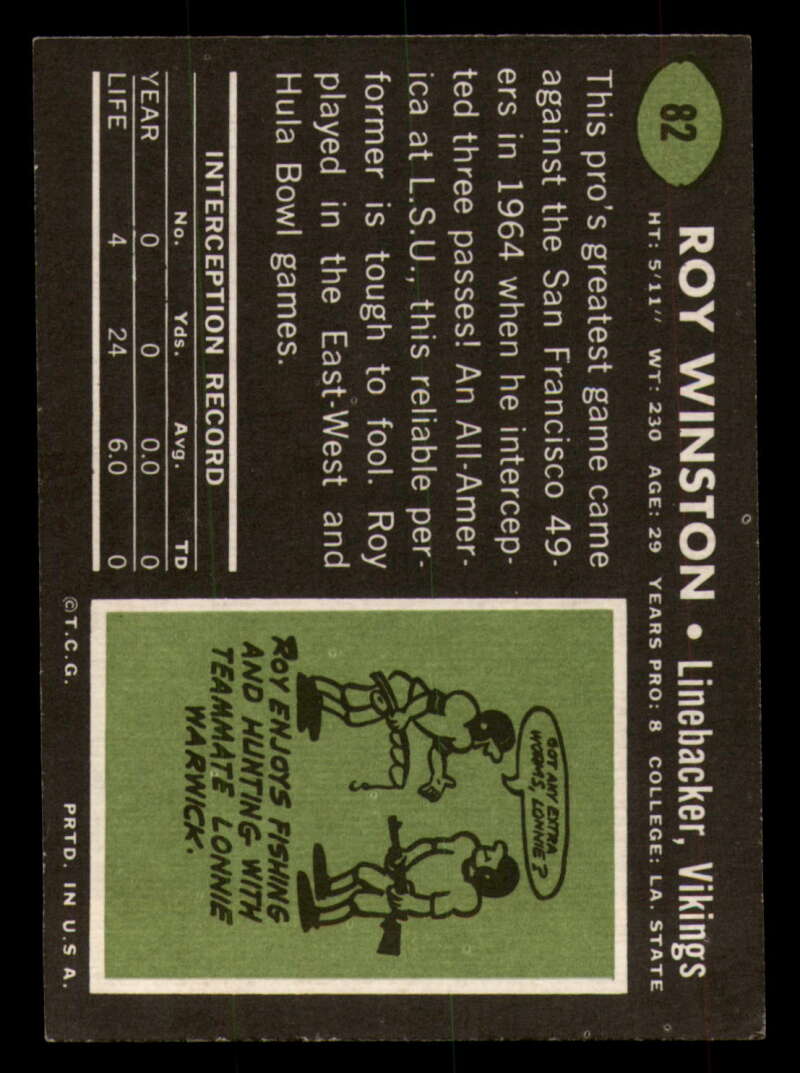 82
ROY WINSTON • Linebacker, Vikings
HT: 5'11" WT: 230 AGE: 29 YEARS PRO: 8 COLLEGE: LA. STATE
This pro's greatest game came
against the San Francisco 49-
ers in 1964 when he intercep-
ted three passes! An All-Amer-
ica at L.S.U., this reliable per-
former is tough to fool. Roy
played in the East-West and
Hula Bowl games.
INTERCEPTION RECORD
No. Yds. Avg. TD
YEAR 0 0 0.0 0
LIFE 4 24 6.0 0
GOT ANY EXTRA
WORMS, LONNIE?
ROY ENJOYS FISHING
AND HUNTING WITH
TEAMMATE LONNIE
WARWICK.
©T.C.G. PRTD. IN U.S.A.